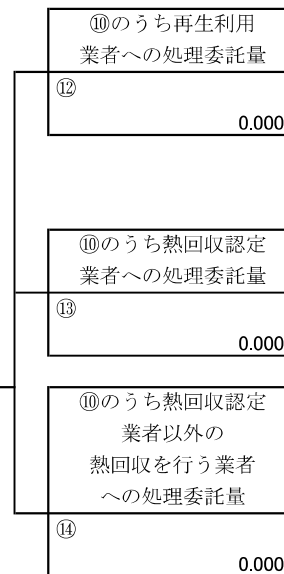 ⑩のうち再生利用
業者への処理委託量
⑫
0.000
⑩のうち熱回収認定
業者への処理委託量
⑬
0.000
⑩のうち熱回収認定
業者以外の
熱回収を行う業者
への処理委託量
⑭
0.000